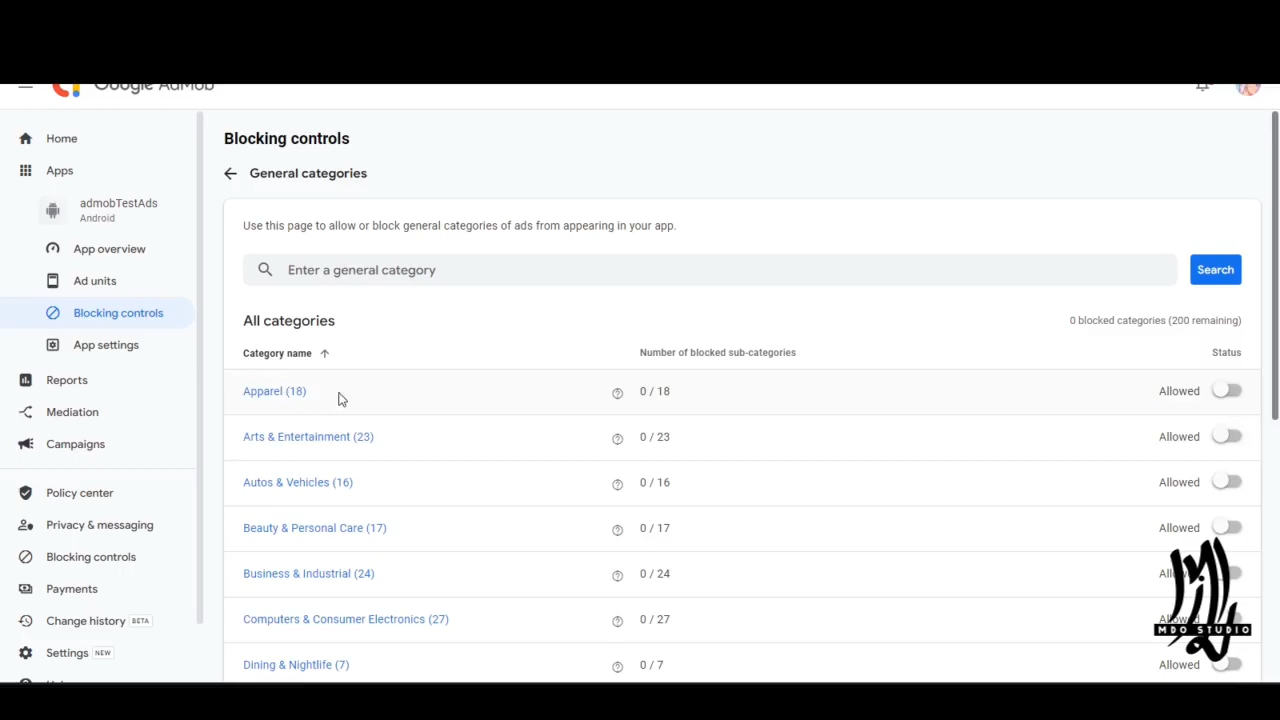 Google AdMob
Home
Apps
admobTestAds
Android
App overview
Ad units
Blocking controls
App settings
Reports
Mediation
Campaigns
Policy center
Privacy & messaging
Blocking controls
Payments
Change history BETA
Settings NEW
Blocking controls
General categories
Use this page to allow or block general categories of ads from appearing in your app.
Enter a general category
Search
All categories
0 blocked categories (200 remaining)
Category name Number of blocked sub-categories Status
Apparel (18) 0 / 18 Allowed
Arts & Entertainment (23) 0 / 23 Allowed
Autos & Vehicles (16) 0 / 16 Allowed
Beauty & Personal Care (17) 0 / 17 Allowed
Business & Industrial (24) 0 / 24
Computers & Consumer Electronics (27) 0 / 27 Allowed
Dining & Nightlife (7) 0 / 7 Allowed
MDO STUDIO